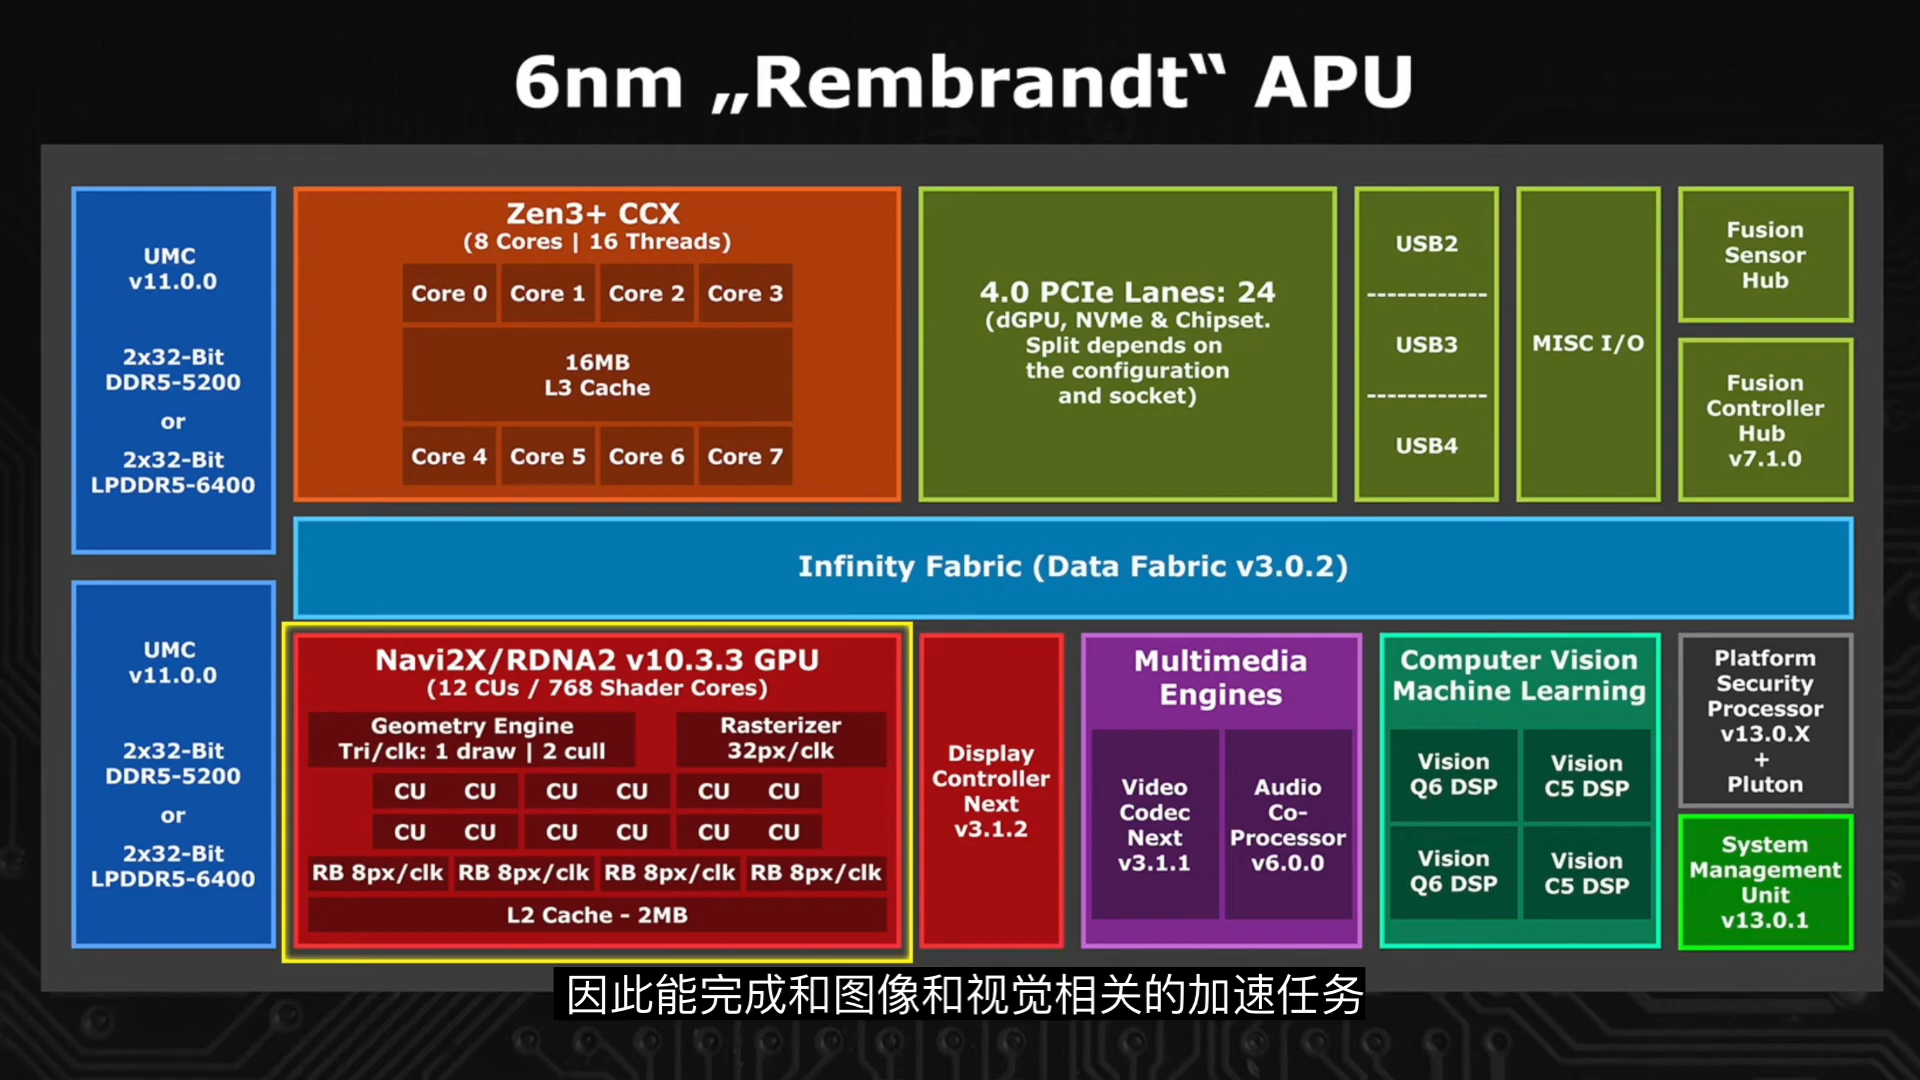 6nm „Rembrandt“ APU
UMC
v11.0.0
2x32-Bit
DDR5-5200
or
2x32-Bit
LPDDR5-6400
Zen3+ CCX
(8 Cores | 16 Threads)
Core 0 Core 1 Core 2 Core 3
16MB
L3 Cache
Core 4 Core 5 Core 6 Core 7
4.0 PCIe Lanes: 24
(dGPU, NVMe & Chipset.
Split depends on
the configuration
and socket)
USB2
------------
USB3
------------
USB4
MISC I/O
Fusion
Sensor
Hub
Fusion
Controller
Hub
v7.1.0
Infinity Fabric (Data Fabric v3.0.2)
UMC
v11.0.0
2x32-Bit
DDR5-5200
or
2x32-Bit
LPDDR5-6400
Navi2X/RDNA2 v10.3.3 GPU
(12 CUs / 768 Shader Cores)
Geometry Engine
Tri/clk: 1 draw | 2 cull
Rasterizer
32px/clk
CU CU CU CU CU CU
CU CU CU CU CU CU
RB 8px/clk RB 8px/clk RB 8px/clk RB 8px/clk
L2 Cache - 2MB
Display
Controller
Next
v3.1.2
Multimedia
Engines
Video
Codec
Next
v3.1.1
Audio
Co-
Processor
v6.0.0
Computer Vision
Machine Learning
Vision
Q6 DSP
Vision
C5 DSP
Vision
Q6 DSP
Vision
C5 DSP
Platform
Security
Processor
v13.0.X
+
Pluton
System
Management
Unit
v13.0.1
因此能完成和图像和视觉相关的加速任务